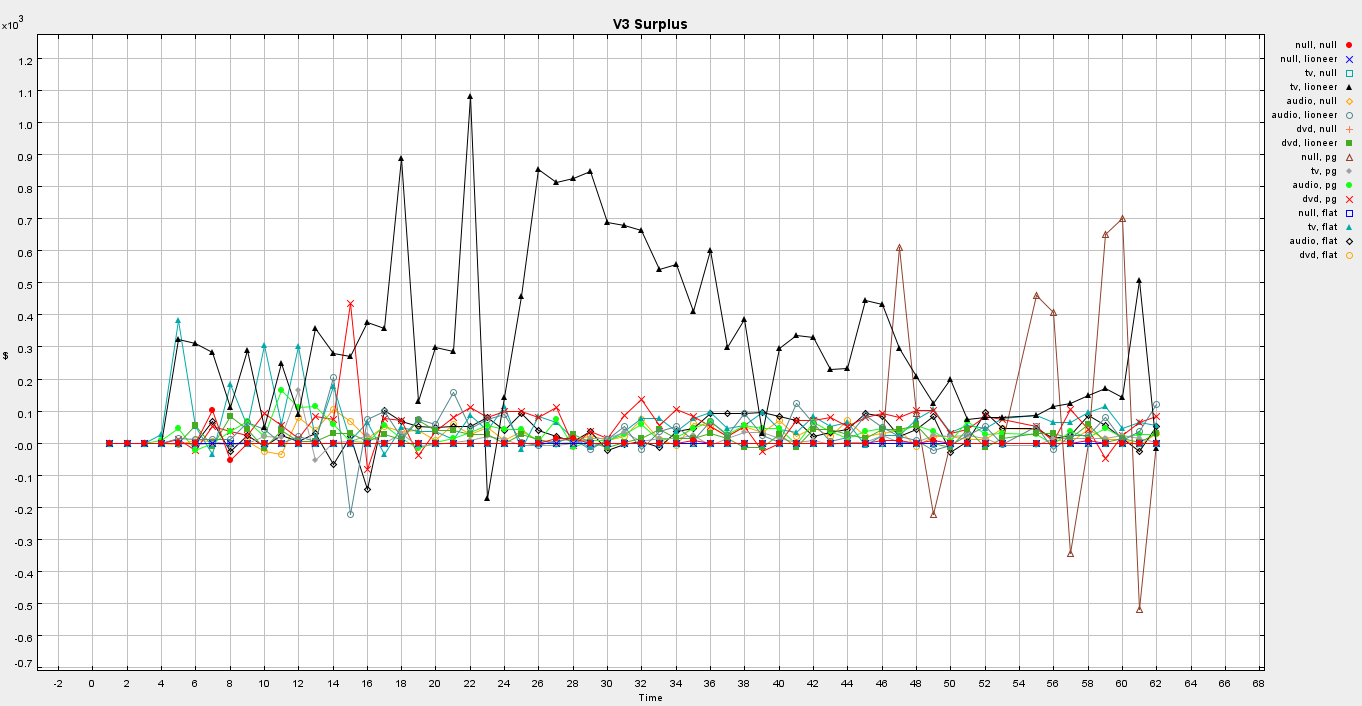 V3 Surplus
x10^3
1.2
1.1
1.0
0.9
0.8
0.7
0.6
0.5
0.4
$
0.3
0.2
0.1
-0.0
-0.1
-0.2
-0.3
-0.4
-0.5
-0.6
-0.7
-2 0 2 4 6 8 10 12 14 16 18 20 22 24 26 28 30 32 34 36 38 40 42 44 46 48 50 52 54 56 58 60 62 64 66 68
Time
null, null
null, lioneer
tv, null
tv, lioneer
audio, null
audio, lioneer
dvd, null
dvd, lioneer
null, pg
tv, pg
audio, pg
dvd, pg
null, flat
tv, flat
audio, flat
dvd, flat